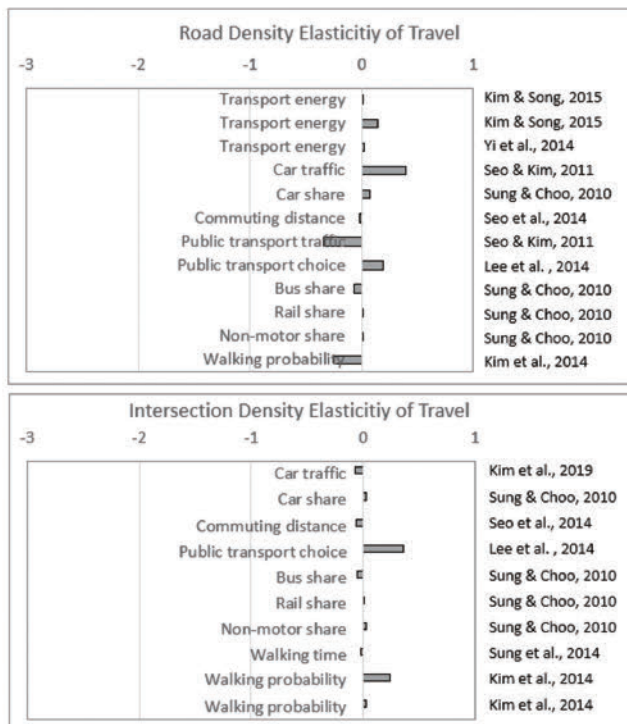 Road Density Elasticitiy of Travel
-3 -2 -1 0 1
Transport energy Kim & Song, 2015
Transport energy Kim & Song, 2015
Transport energy Yi et al., 2014
Car traffic Seo & Kim, 2011
Car share Sung & Choo, 2010
Commuting distance Seo et al., 2014
Public transport traffic Seo & Kim, 2011
Public transport choice Lee et al. , 2014
Bus share Sung & Choo, 2010
Rail share Sung & Choo, 2010
Non-motor share Sung & Choo, 2010
Walking probability Kim et al., 2014
Intersection Density Elasticitiy of Travel
-3 -2 -1 0 1
Car traffic Kim et al., 2019
Car share Sung & Choo, 2010
Commuting distance Seo et al., 2014
Public transport choice Lee et al. , 2014
Bus share Sung & Choo, 2010
Rail share Sung & Choo, 2010
Non-motor share Sung & Choo, 2010
Walking time Sung et al., 2014
Walking probability Kim et al., 2014
Walking probability Kim et al., 2014